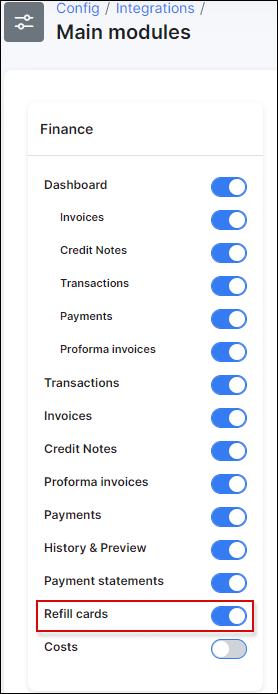 Config / Integrations /
Main modules
Finance
Dashboard
Invoices
Credit Notes
Transactions
Payments
Proforma invoices
Transactions
Invoices
Credit Notes
Proforma invoices
Payments
History & Preview
Payment statements
Refill cards
Costs